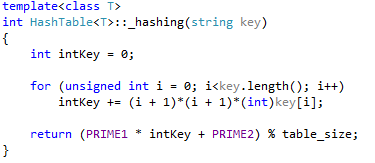 template<class T>
int HashTable<T>::_hashing(string key)
{
    int intKey = 0;

    for (unsigned int i = 0; i<key.length(); i++)
        intKey += (i + 1)*(i + 1)*(int)key[i];

    return (PRIME1 * intKey + PRIME2) % table_size;
}